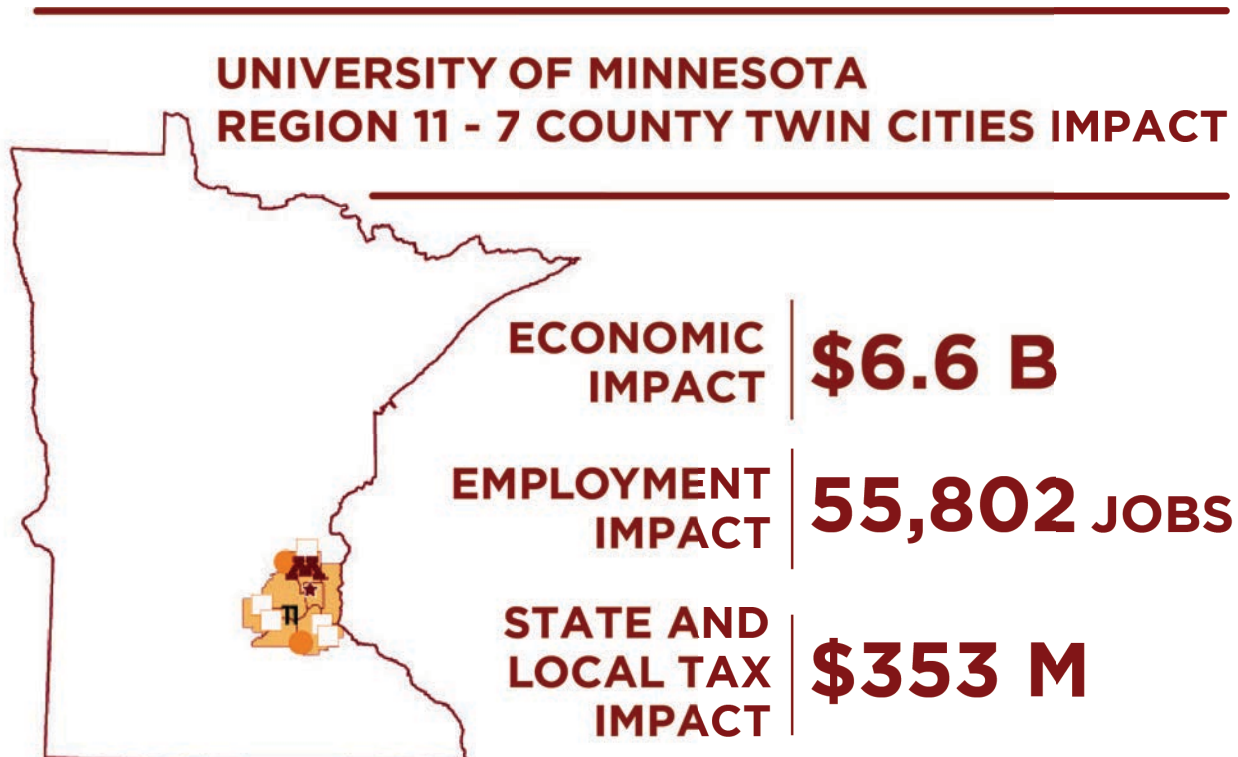 UNIVERSITY OF MINNESOTA
REGION 11 - 7 COUNTY TWIN CITIES IMPACT
ECONOMIC
IMPACT
$6.6 B
EMPLOYMENT
IMPACT
55,802 JOBS
STATE AND
LOCAL TAX
IMPACT
$353 M
M
11